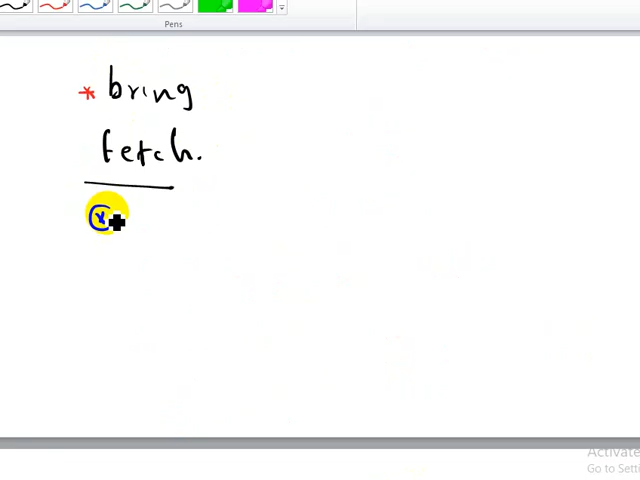 Pens
* bring
fetch.
(x
Activate
Go to Setti